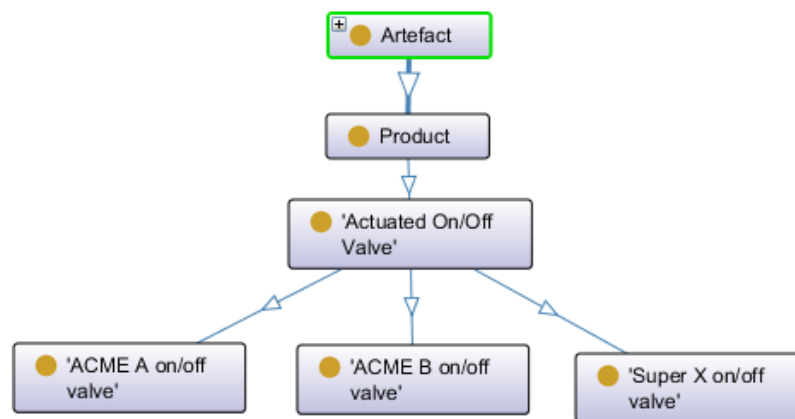 Artefact
Product
'Actuated On/Off
Valve'
'ACME A on/off
valve'
'ACME B on/off
valve'
'Super X on/off
valve'